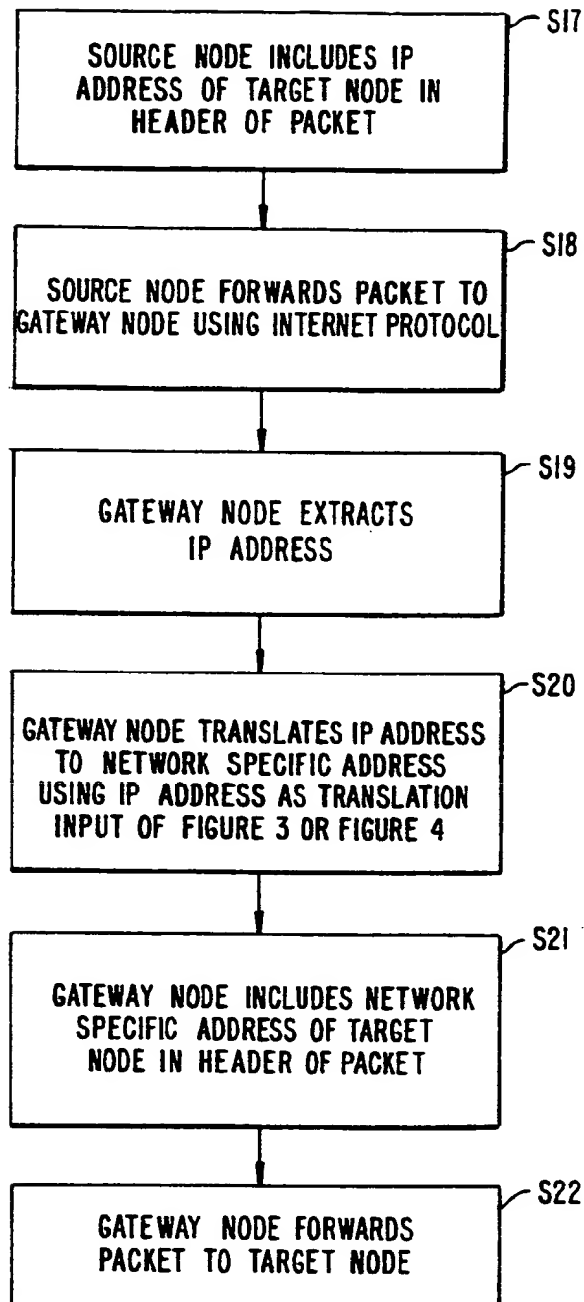 S17
SOURCE NODE INCLUDES IP
ADDRESS OF TARGET NODE IN
HEADER OF PACKET
S18
SOURCE NODE FORWARDS PACKET TO
GATEWAY NODE USING INTERNET PROTOCOL
S19
GATEWAY NODE EXTRACTS
IP ADDRESS
S20
GATEWAY NODE TRANSLATES IP ADDRESS
TO NETWORK SPECIFIC ADDRESS
USING IP ADDRESS AS TRANSLATION
INPUT OF FIGURE 3 OR FIGURE 4
S21
GATEWAY NODE INCLUDES NETWORK
SPECIFIC ADDRESS OF TARGET
NODE IN HEADER OF PACKET
S22
GATEWAY NODE FORWARDS
PACKET TO TARGET NODE